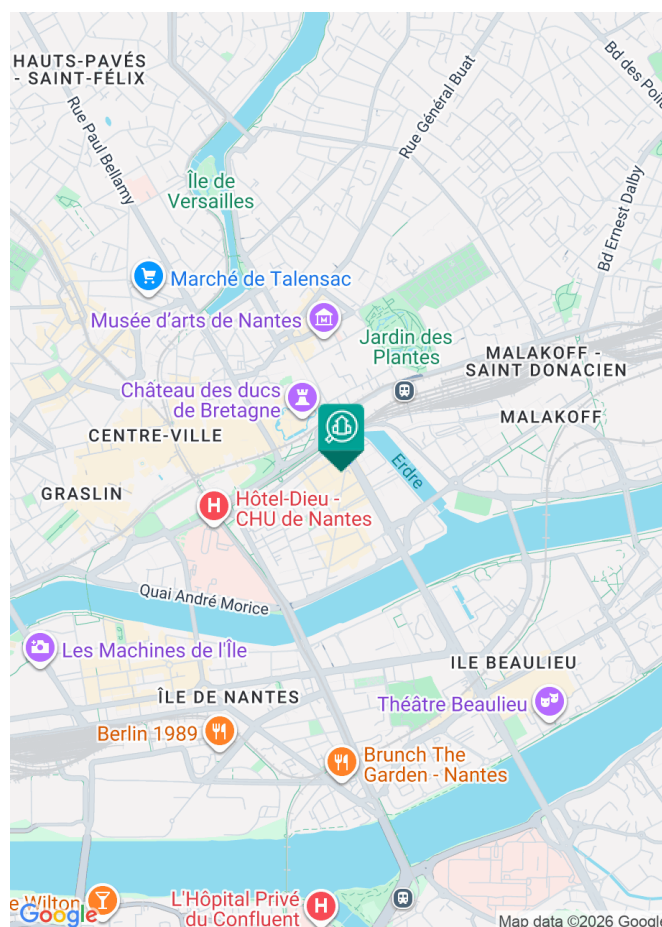 HAUTS-PAVÉS
- SAINT-FÉLIX
Rue Paul Bellamy
Rue Général Buat
Bd des Poilu
Bd Ernest Dalby
Île de
Versailles
Marché de Talensac
Musée d'arts de Nantes
Jardin des
Plantes
MALAKOFF -
SAINT DONACIEN
Château des ducs
de Bretagne
MALAKOFF
CENTRE-VILLE
Erdre
GRASLIN
H
Hôtel-Dieu -
CHU de Nantes
Quai André Morice
Les Machines de l'Île
ILE BEAULIEU
ÎLE DE NANTES
Théâtre Beaulieu
Berlin 1989
Brunch The
Garden - Nantes
e Wilton
L'Hôpital Privé
du Confluent
H
Google
Map data ©2026 Google